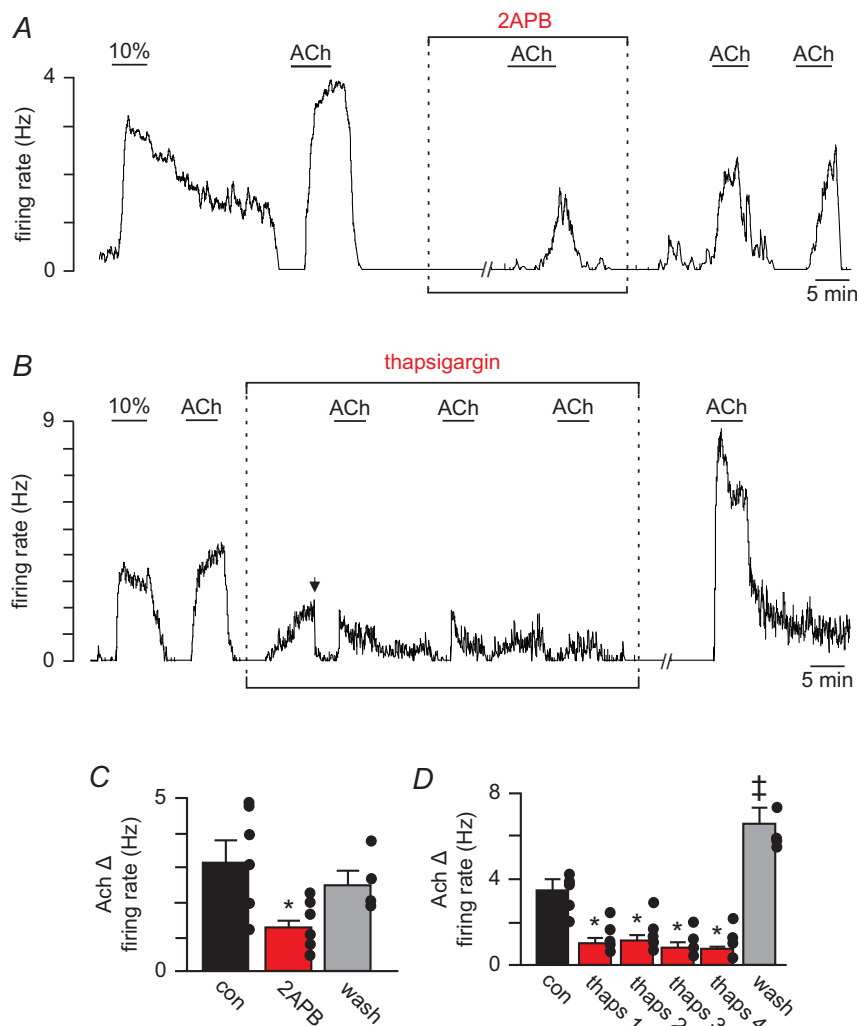 A
2APB
10%
ACh
ACh
ACh
ACh
4
0
firing rate (Hz)
5 min
B
thapsigargin
10%
ACh
ACh
ACh
ACh
ACh
9
0
firing rate (Hz)
5 min
C
5
0
Ach Δ
firing rate (Hz)
*
con
2APB
wash
D
8
4
0
Ach Δ
firing rate (Hz)
*
*
*
*
‡
con
thaps 1
thaps 2
thaps 3
thaps 4
wash